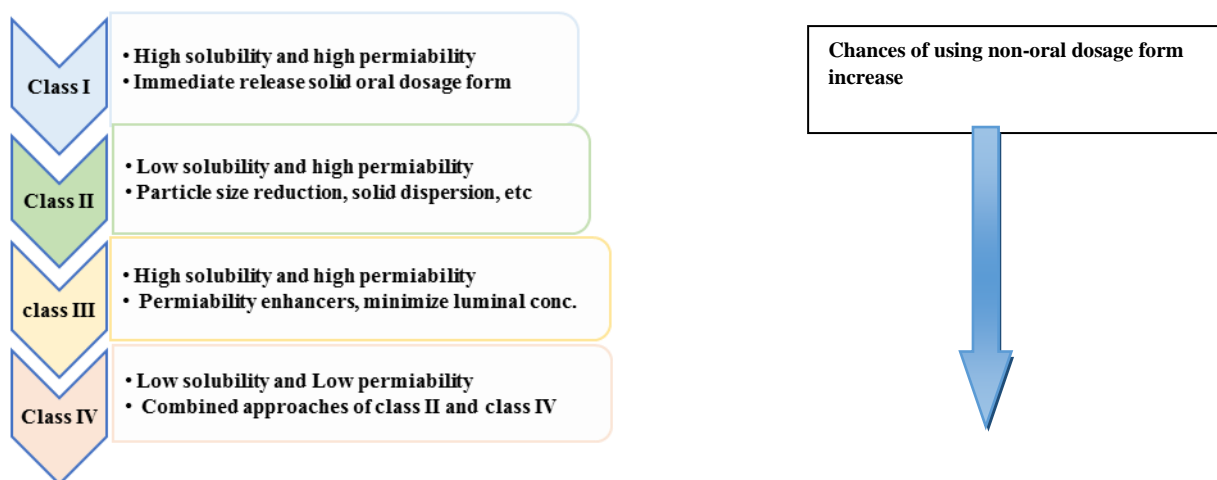 Class I
• High solubility and high permiability
• Immediate release solid oral dosage form
Class II
• Low solubility and high permiability
• Particle size reduction, solid dispersion, etc
class III
• High solubility and high permiability
• Permiability enhancers, minimize luminal conc.
Class IV
• Low solubility and Low permiability
• Combined approaches of class II and class IV
Chances of using non-oral dosage form
increase